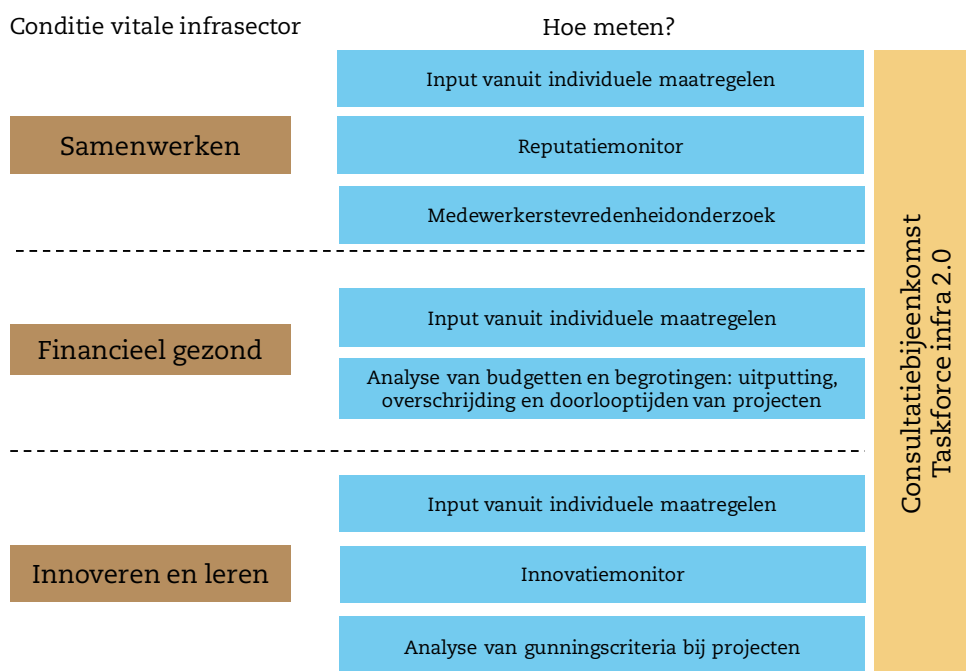 Conditie vitale infrasector
Hoe meten?
Samenwerken
Input vanuit individuele maatregelen
Reputatiemonitor
Medewerkerstevredenheidonderzoek
Financieel gezond
Input vanuit individuele maatregelen
Analyse van budgetten en begrotingen: uitputting,
overschrijding en doorlooptijden van projecten
Innoveren en leren
Input vanuit individuele maatregelen
Innovatiemonitor
Analyse van gunningscriteria bij projecten
Consultatiebijeenkomst
Taskforce infra 2.0